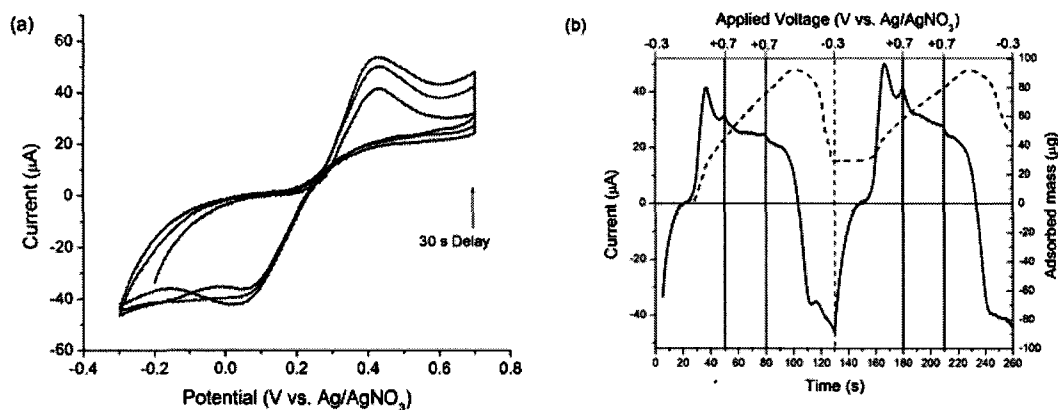 (a)
60
40
20
0
-20
-40
-60
Current (μA)
-0.4 -0.2 0.0 0.2 0.4 0.6 0.8
Potential (V vs. Ag/AgNO3)
30 s Delay
(b)
Applied Voltage (V vs. Ag/AgNO3)
-0.3 +0.7 +0.7 -0.3 +0.7 +0.7 -0.3
40
20
0
-20
-40
Current (μA)
100
80
60
40
20
0
-20
-40
-60
-80
-100
Adsorbed mass (μg)
0 20 40 60 80 100 120 140 160 180 200 220 240 260
Time (s)